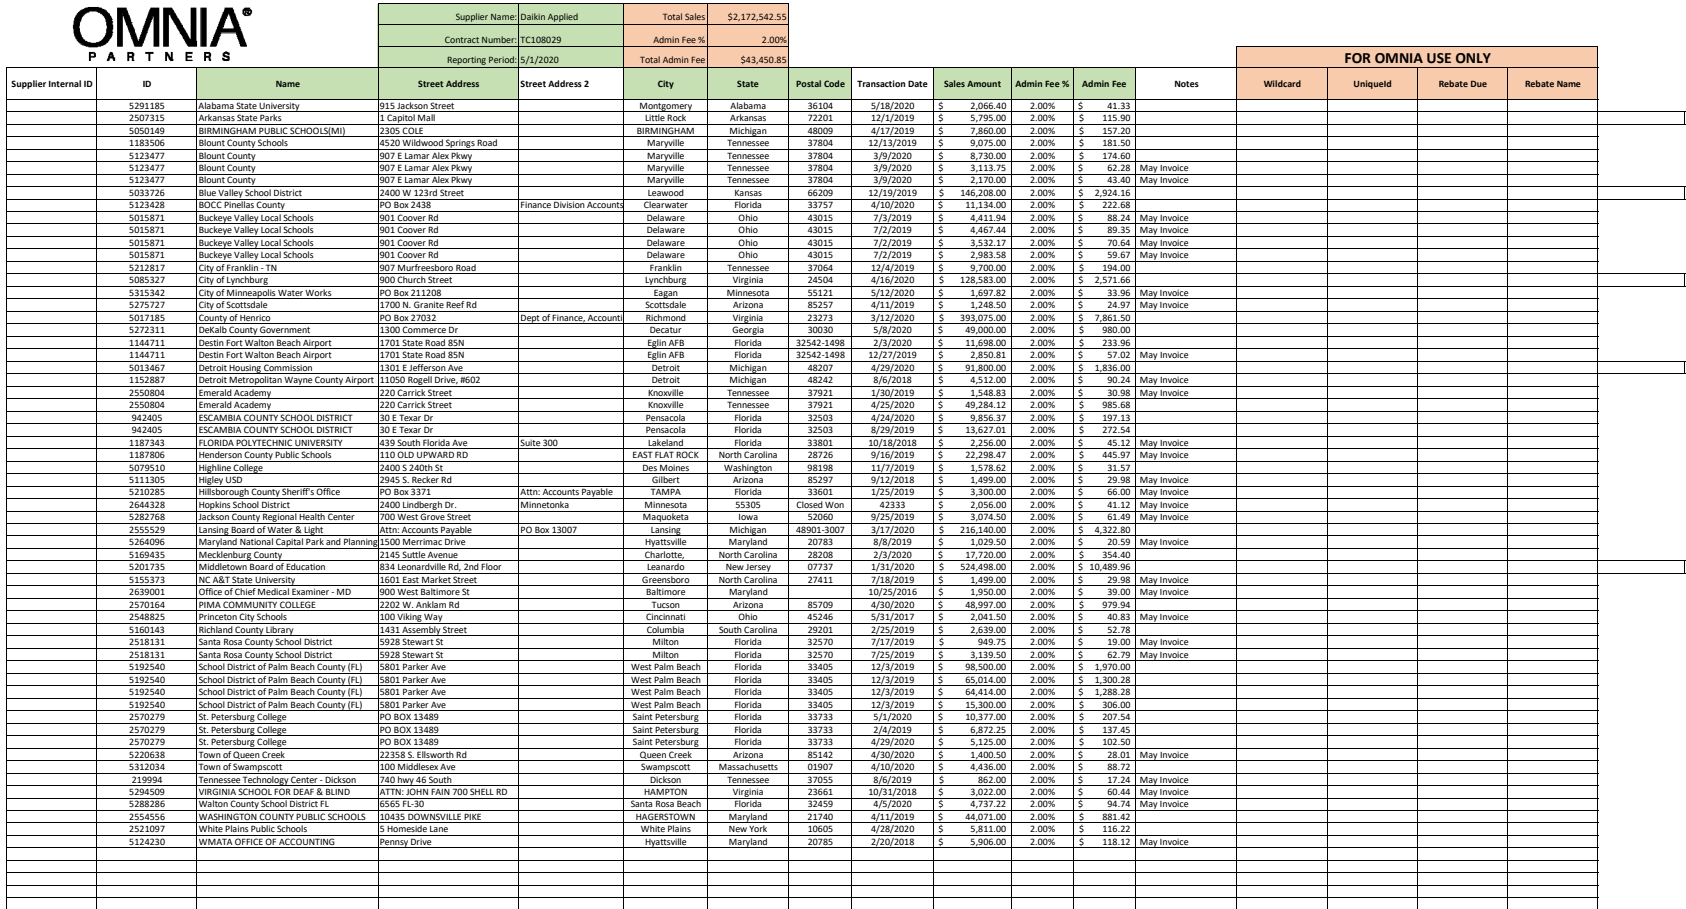 OMNIA®
PARTNERS
Supplier Name: Daikin Applied Total Sales $2,172,542.55
Contract Number: TC108029 Admin Fee % 2.00%
Reporting Period: 5/1/2020 Total Admin Fee $43,450.85
FOR OMNIA USE ONLY
Supplier Internal ID ID Name Street Address Street Address 2 City State Postal Code Transaction Date Sales Amount Admin Fee % Admin Fee Notes Wildcard UniqueId Rebate Due Rebate Name
5291185 Alabama State University 915 Jackson Street Montgomery Alabama 36104 5/18/2020 $ 2,066.40 2.00% $ 41.33
2507315 Arkansas State Parks 1 Capitol Mall Little Rock Arkansas 72201 12/1/2019 $ 5,795.00 2.00% $ 115.90
5050149 BIRMINGHAM PUBLIC SCHOOLS(MI) 2305 COLE BIRMINGHAM Michigan 48009 4/17/2019 $ 7,860.00 2.00% $ 157.20
1183506 Blount County Schools 4520 Wildwood Springs Road Maryville Tennessee 37804 12/13/2019 $ 9,075.00 2.00% $ 181.50
5123477 Blount County 907 E Lamar Alex Pkwy Maryville Tennessee 37804 3/9/2020 $ 8,730.00 2.00% $ 174.60
5123477 Blount County 907 E Lamar Alex Pkwy Maryville Tennessee 37804 3/9/2020 $ 3,113.75 2.00% $ 62.28 May Invoice
5123477 Blount County 907 E Lamar Alex Pkwy Maryville Tennessee 37804 3/9/2020 $ 2,170.00 2.00% $ 43.40 May Invoice
5033726 Blue Valley School District 2400 W 123rd Street Leawood Kansas 66209 12/19/2019 $ 146,208.00 2.00% $ 2,924.16
5123428 BOCC Pinellas County PO Box 2438 Finance Division Accounts Clearwater Florida 33757 4/10/2020 $ 11,134.00 2.00% $ 222.68
5015871 Buckeye Valley Local Schools 901 Coover Rd Delaware Ohio 43015 7/3/2019 $ 4,411.94 2.00% $ 88.24 May Invoice
5015871 Buckeye Valley Local Schools 901 Coover Rd Delaware Ohio 43015 7/2/2019 $ 4,467.44 2.00% $ 89.35 May Invoice
5015871 Buckeye Valley Local Schools 901 Coover Rd Delaware Ohio 43015 7/2/2019 $ 3,532.17 2.00% $ 70.64 May Invoice
5015871 Buckeye Valley Local Schools 901 Coover Rd Delaware Ohio 43015 7/2/2019 $ 2,983.58 2.00% $ 59.67 May Invoice
5212817 City of Franklin - TN 907 Murfreesboro Road Franklin Tennessee 37064 12/4/2019 $ 9,700.00 2.00% $ 194.00
5085327 City of Lynchburg 900 Church Street Lynchburg Virginia 24504 4/16/2020 $ 128,583.00 2.00% $ 2,571.66
5315342 City of Minneapolis Water Works PO Box 211208 Eagan Minnesota 55121 5/12/2020 $ 1,697.82 2.00% $ 33.96 May Invoice
5275727 City of Scottsdale 1700 N. Granite Reef Rd Scottsdale Arizona 85257 4/11/2019 $ 1,248.50 2.00% $ 24.97 May Invoice
5017185 County of Henrico PO Box 27032 Dept of Finance, Accounti Richmond Virginia 23273 3/12/2020 $ 393,075.00 2.00% $ 7,861.50
5272311 DeKalb County Government 1300 Commerce Dr Decatur Georgia 30030 5/8/2020 $ 49,000.00 2.00% $ 980.00
1144711 Destin Fort Walton Beach Airport 1701 State Road 85N Eglin AFB Florida 32542-1498 2/3/2020 $ 11,698.00 2.00% $ 233.96
1144711 Destin Fort Walton Beach Airport 1701 State Road 85N Eglin AFB Florida 32542-1498 12/27/2019 $ 2,850.81 2.00% $ 57.02 May Invoice
5013467 Detroit Housing Commission 1301 E Jefferson Ave Detroit Michigan 48207 4/29/2020 $ 91,800.00 2.00% $ 1,836.00
1152887 Detroit Metropolitan Wayne County Airport 11050 Rogell Drive, #602 Detroit Michigan 48242 8/6/2018 $ 4,512.00 2.00% $ 90.24 May Invoice
2550804 Emerald Academy 220 Carrick Street Knoxville Tennessee 37921 1/30/2019 $ 1,548.83 2.00% $ 30.98 May Invoice
2550804 Emerald Academy 220 Carrick Street Knoxville Tennessee 37921 4/25/2020 $ 49,284.12 2.00% $ 985.68
942405 ESCAMBIA COUNTY SCHOOL DISTRICT 30 E Texar Dr Pensacola Florida 32503 4/24/2020 $ 9,856.37 2.00% $ 197.13
942405 ESCAMBIA COUNTY SCHOOL DISTRICT 30 E Texar Dr Pensacola Florida 32503 8/29/2019 $ 13,627.01 2.00% $ 272.54
1187343 FLORIDA POLYTECHNIC UNIVERSITY 439 South Florida Ave Suite 300 Lakeland Florida 33801 10/18/2018 $ 2,256.00 2.00% $ 45.12 May Invoice
1187806 Henderson County Public Schools 110 OLD UPWARD RD EAST FLAT ROCK North Carolina 28726 9/16/2019 $ 22,298.47 2.00% $ 445.97 May Invoice
5079510 Highline College 2400 S 240th St Des Moines Washington 98198 11/7/2019 $ 1,578.62 2.00% $ 31.57
5111305 Higley USD 2945 S. Recker Rd Gilbert Arizona 85297 9/12/2018 $ 1,499.00 2.00% $ 29.98 May Invoice
5210285 Hillsborough County Sheriff's Office PO Box 3371 Attn: Accounts Payable TAMPA Florida 33601 1/25/2019 $ 3,300.00 2.00% $ 66.00 May Invoice
2644328 Hopkins School District 2400 Lindbergh Dr. Minnetonka Minnesota 55305 Closed Won 42333 $ 2,056.00 2.00% $ 41.12 May Invoice
5282768 Jackson County Regional Health Center 700 West Grove Street Maquoketa Iowa 52060 9/25/2019 $ 3,074.50 2.00% $ 61.49 May Invoice
2555529 Lansing Board of Water & Light Attn: Accounts Payable PO Box 13007 Lansing Michigan 48901-3007 3/17/2020 $ 216,140.00 2.00% $ 4,322.80
5264096 Maryland National Capital Park and Planning 1500 Merrimac Drive Hyattsville Maryland 20783 8/8/2019 $ 1,029.50 2.00% $ 20.59 May Invoice
5169435 Mecklenburg County 2145 Suttle Avenue Charlotte, North Carolina 28208 2/3/2020 $ 17,720.00 2.00% $ 354.40
5201735 Middletown Board of Education 834 Leonardville Rd, 2nd Floor Leanardo New Jersey 07737 1/31/2020 $ 524,498.00 2.00% $ 10,489.96
5155373 NC A&T State University 1601 East Market Street Greensboro North Carolina 27411 7/18/2019 $ 1,499.00 2.00% $ 29.98 May Invoice
2639001 Office of Chief Medical Examiner - MD 900 West Baltimore St Baltimore Maryland 10/25/2016 $ 1,950.00 2.00% $ 39.00 May Invoice
2570164 PIMA COMMUNITY COLLEGE 2202 W. Anklam Rd Tucson Arizona 85709 4/30/2020 $ 48,997.00 2.00% $ 979.94
2548825 Princeton City Schools 100 Viking Way Cincinnati Ohio 45246 5/31/2017 $ 2,041.50 2.00% $ 40.83 May Invoice
5160143 Richland County Library 1431 Assembly Street Columbia South Carolina 29201 2/25/2019 $ 2,639.00 2.00% $ 52.78
2518131 Santa Rosa County School District 5928 Stewart St Milton Florida 32570 7/17/2019 $ 949.75 2.00% $ 19.00 May Invoice
2518131 Santa Rosa County School District 5928 Stewart St Milton Florida 32570 7/25/2019 $ 3,139.50 2.00% $ 62.79 May Invoice
5192540 School District of Palm Beach County (FL) 5801 Parker Ave West Palm Beach Florida 33405 12/3/2019 $ 98,500.00 2.00% $ 1,970.00
5192540 School District of Palm Beach County (FL) 5801 Parker Ave West Palm Beach Florida 33405 12/3/2019 $ 65,014.00 2.00% $ 1,300.28
5192540 School District of Palm Beach County (FL) 5801 Parker Ave West Palm Beach Florida 33405 12/3/2019 $ 64,414.00 2.00% $ 1,288.28
5192540 School District of Palm Beach County (FL) 5801 Parker Ave West Palm Beach Florida 33405 12/3/2019 $ 15,300.00 2.00% $ 306.00
2570279 St. Petersburg College PO BOX 13489 Saint Petersburg Florida 33733 5/1/2020 $ 10,377.00 2.00% $ 207.54
2570279 St. Petersburg College PO BOX 13489 Saint Petersburg Florida 33733 2/4/2019 $ 6,872.25 2.00% $ 137.45
2570279 St. Petersburg College PO BOX 13489 Saint Petersburg Florida 33733 4/29/2020 $ 5,125.00 2.00% $ 102.50
5220638 Town of Queen Creek 22358 S. Ellsworth Rd Queen Creek Arizona 85142 4/30/2020 $ 1,400.50 2.00% $ 28.01 May Invoice
5312034 Town of Swampscott 100 Middlesex Ave Swampscott Massachusetts 01907 4/10/2020 $ 4,436.00 2.00% $ 88.72
219994 Tennessee Technology Center - Dickson 740 hwy 46 South Dickson Tennessee 37055 8/6/2019 $ 862.00 2.00% $ 17.24 May Invoice
5294509 VIRGINIA SCHOOL FOR DEAF & BLIND ATTN: JOHN FAIN 700 SHELL RD HAMPTON Virginia 23661 10/31/2018 $ 3,022.00 2.00% $ 60.44 May Invoice
5288286 Walton County School District FL 6565 FL-30 Santa Rosa Beach Florida 32459 4/5/2020 $ 4,737.22 2.00% $ 94.74 May Invoice
2554556 WASHINGTON COUNTY PUBLIC SCHOOLS 10435 DOWNSVILLE PIKE HAGERSTOWN Maryland 21740 4/11/2019 $ 44,071.00 2.00% $ 881.42
2521097 White Plains Public Schools 5 Homeside Lane White Plains New York 10605 4/28/2020 $ 5,811.00 2.00% $ 116.22
5124230 WMATA OFFICE OF ACCOUNTING Pennsy Drive Hyattsville Maryland 20785 2/20/2018 $ 5,906.00 2.00% $ 118.12 May Invoice